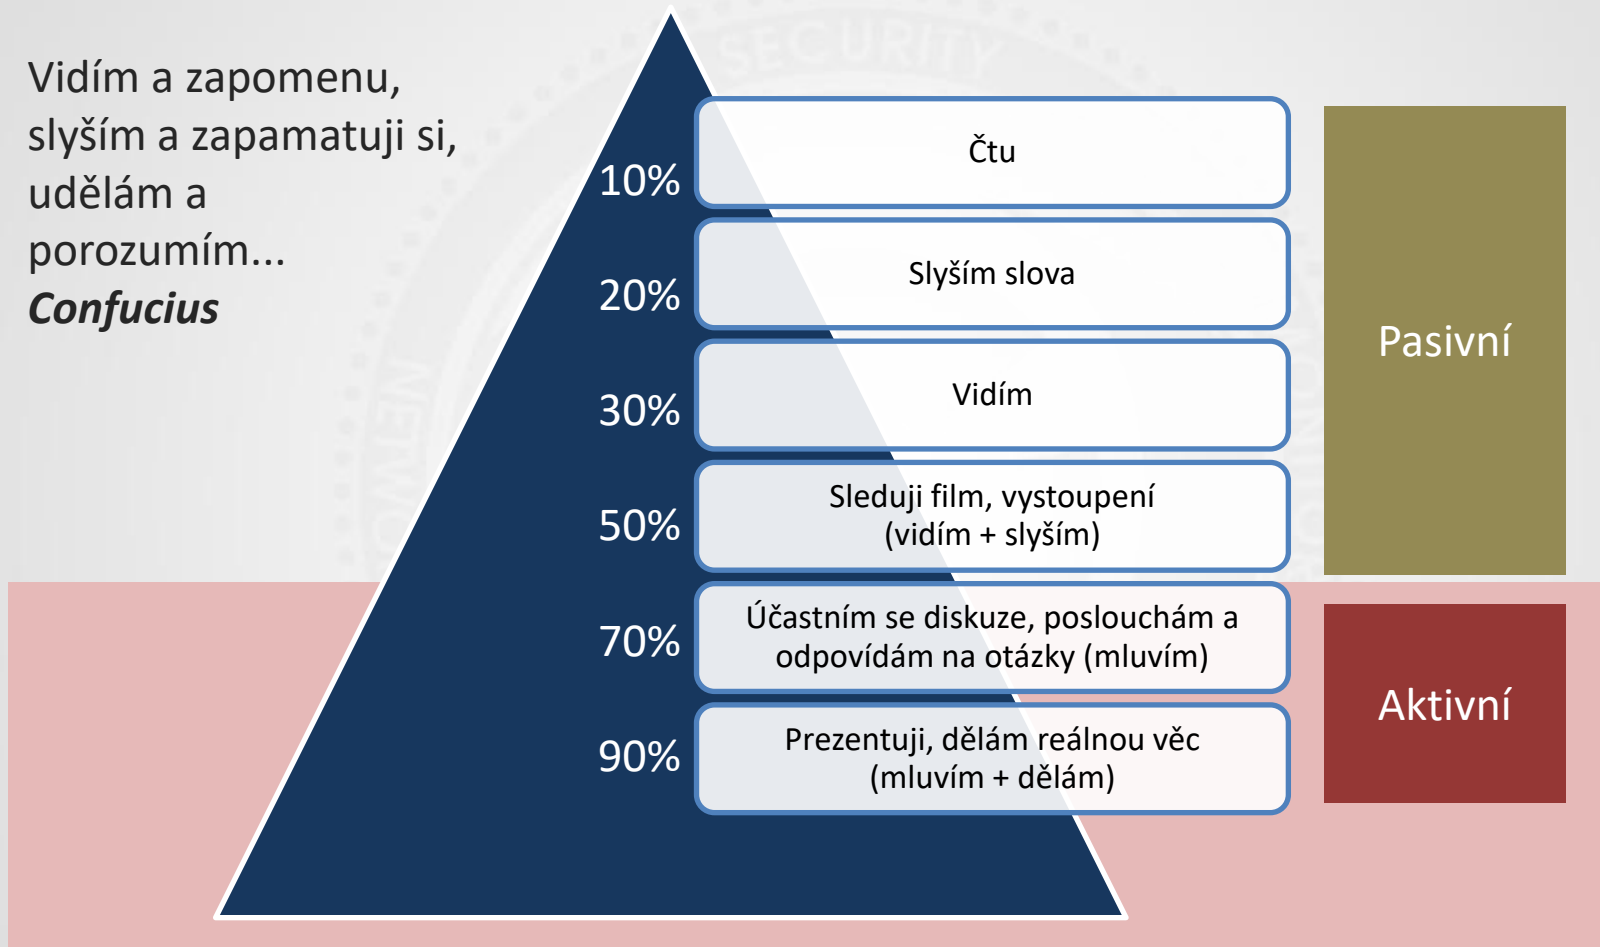 Vidím a zapomenu,
slyším a zapamatuji si,
udělám a
porozumím...
Confucius
SECURITY
10%
Čtu
20%
Slyším slova
30%
Vidím
50%
Sleduji film, vystoupení
(vidím + slyším)
70%
Účastním se diskuze, poslouchám a
odpovídám na otázky (mluvím)
90%
Prezentuji, dělám reálnou věc
(mluvím + dělám)
Pasivní
Aktivní